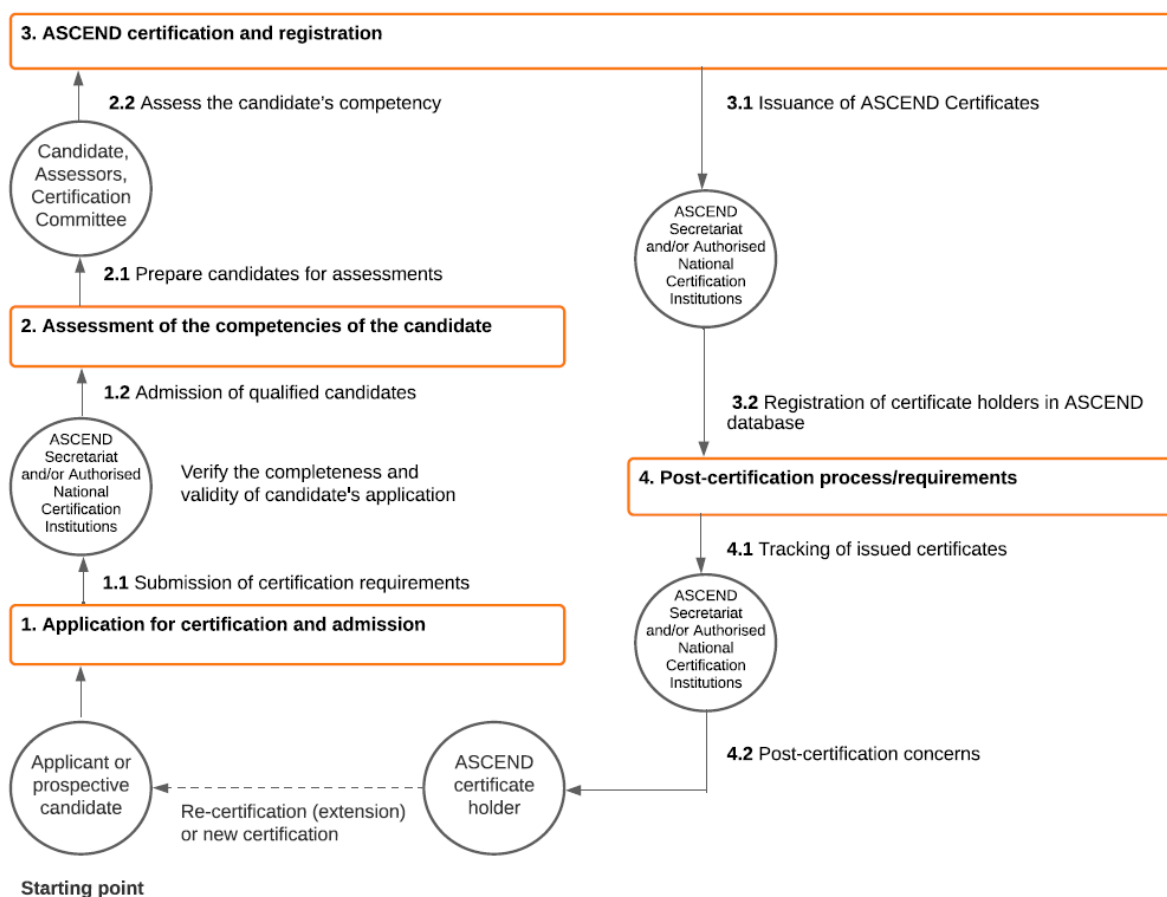 3. ASCEND certification and registration
2.2 Assess the candidate's competency
3.1 Issuance of ASCEND Certificates
Candidate,
Assessors,
Certification
Committee
ASCEND
Secretariat
and/or Authorised
National
Certification
Institutions
2.1 Prepare candidates for assessments
2. Assessment of the competencies of the candidate
1.2 Admission of qualified candidates
3.2 Registration of certificate holders in ASCEND
database
ASCEND
Secretariat
and/or Authorised
National
Certification
Institutions
Verify the completeness and
validity of candidate's application
4. Post-certification process/requirements
4.1 Tracking of issued certificates
1.1 Submission of certification requirements
1. Application for certification and admission
ASCEND
Secretariat
and/or Authorised
National
Certification
Institutions
4.2 Post-certification concerns
Applicant or
prospective
candidate
ASCEND
certificate
holder
Re-certification (extension)
or new certification
Starting point